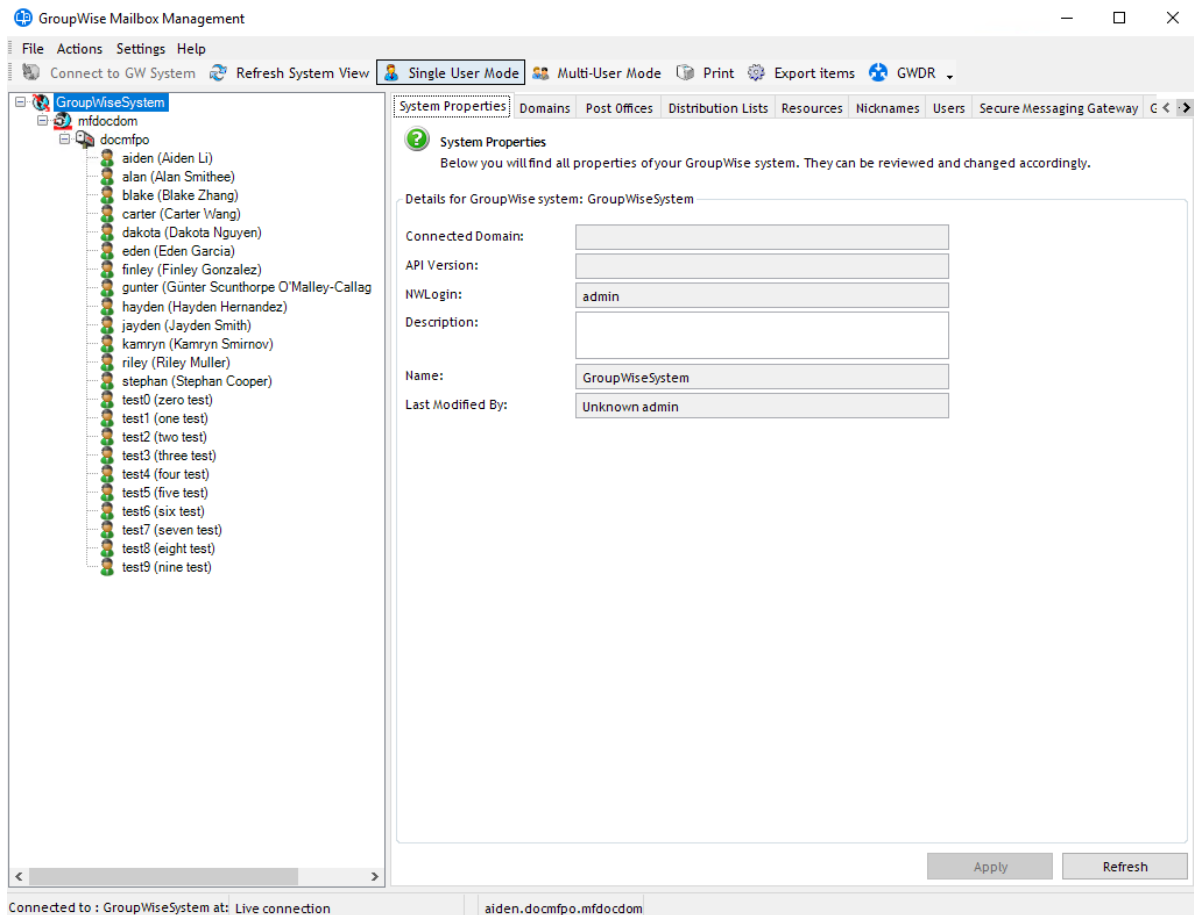 GroupWise Mailbox Management
File Actions Settings Help
Connect to GW System Refresh System View Single User Mode Multi-User Mode Print Export items GWDR
GroupWiseSystem
mfdocdom
docmfpo
aiden (Aiden Li)
alan (Alan Smithee)
blake (Blake Zhang)
carter (Carter Wang)
dakota (Dakota Nguyen)
eden (Eden Garcia)
finley (Finley Gonzalez)
gunter (Günter Scunthorpe O'Malley-Callag
hayden (Hayden Hernandez)
jayden (Jayden Smith)
kamryn (Kamryn Smirnov)
riley (Riley Muller)
stephan (Stephan Cooper)
test0 (zero test)
test1 (one test)
test2 (two test)
test3 (three test)
test4 (four test)
test5 (five test)
test6 (six test)
test7 (seven test)
test8 (eight test)
test9 (nine test)
System Properties Domains Post Offices Distribution Lists Resources Nicknames Users Secure Messaging Gateway G
System Properties
Below you will find all properties of your GroupWise system. They can be reviewed and changed accordingly.
Details for GroupWise system: GroupWiseSystem
Connected Domain:
API Version:
NWLogin: admin
Description:
Name: GroupWiseSystem
Last Modified By: Unknown admin
Apply Refresh
Connected to : GroupWiseSystem at: Live connection aiden.docmfpo.mfdocdom